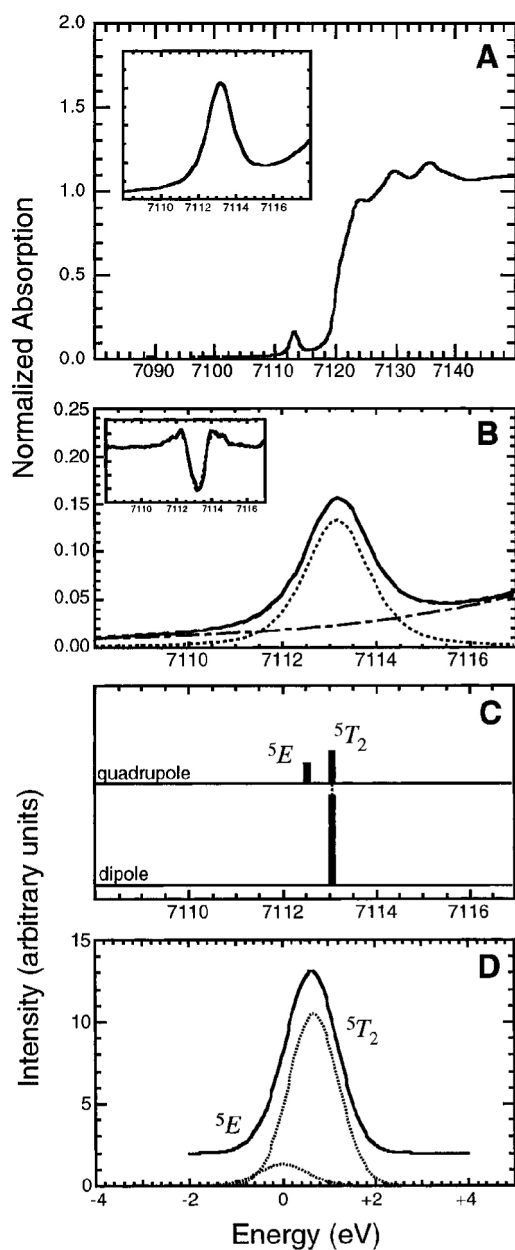 A
2.0
1.5
1.0
0.5
0.0
7110 7112 7114 7116
7090 7100 7110 7120 7130 7140
Normalized Absorption
B
0.25
0.20
0.15
0.10
0.05
0.00
7110 7112 7114 7116
7110 7112 7114 7116
C
5E 5T2
quadrupole
dipole
7110 7112 7114 7116
Intensity (arbitrary units)
D
15
10
5
0
5E 5T2
-4 -2 0 +2 +4
Energy (eV)